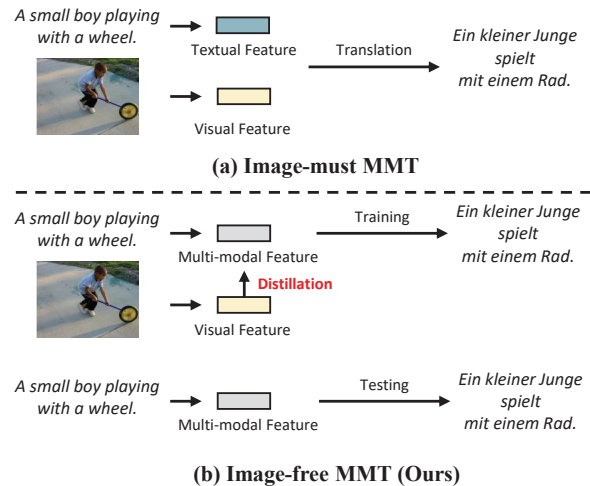 A small boy playing
with a wheel.
Textual Feature
Translation
Ein kleiner Junge
spielt
mit einem Rad.
Visual Feature
(a) Image-must MMT
A small boy playing
with a wheel.
Multi-modal Feature
Training
Ein kleiner Junge
spielt
mit einem Rad.
Distillation
Visual Feature
A small boy playing
with a wheel.
Multi-modal Feature
Testing
Ein kleiner Junge
spielt
mit einem Rad.
(b) Image-free MMT (Ours)